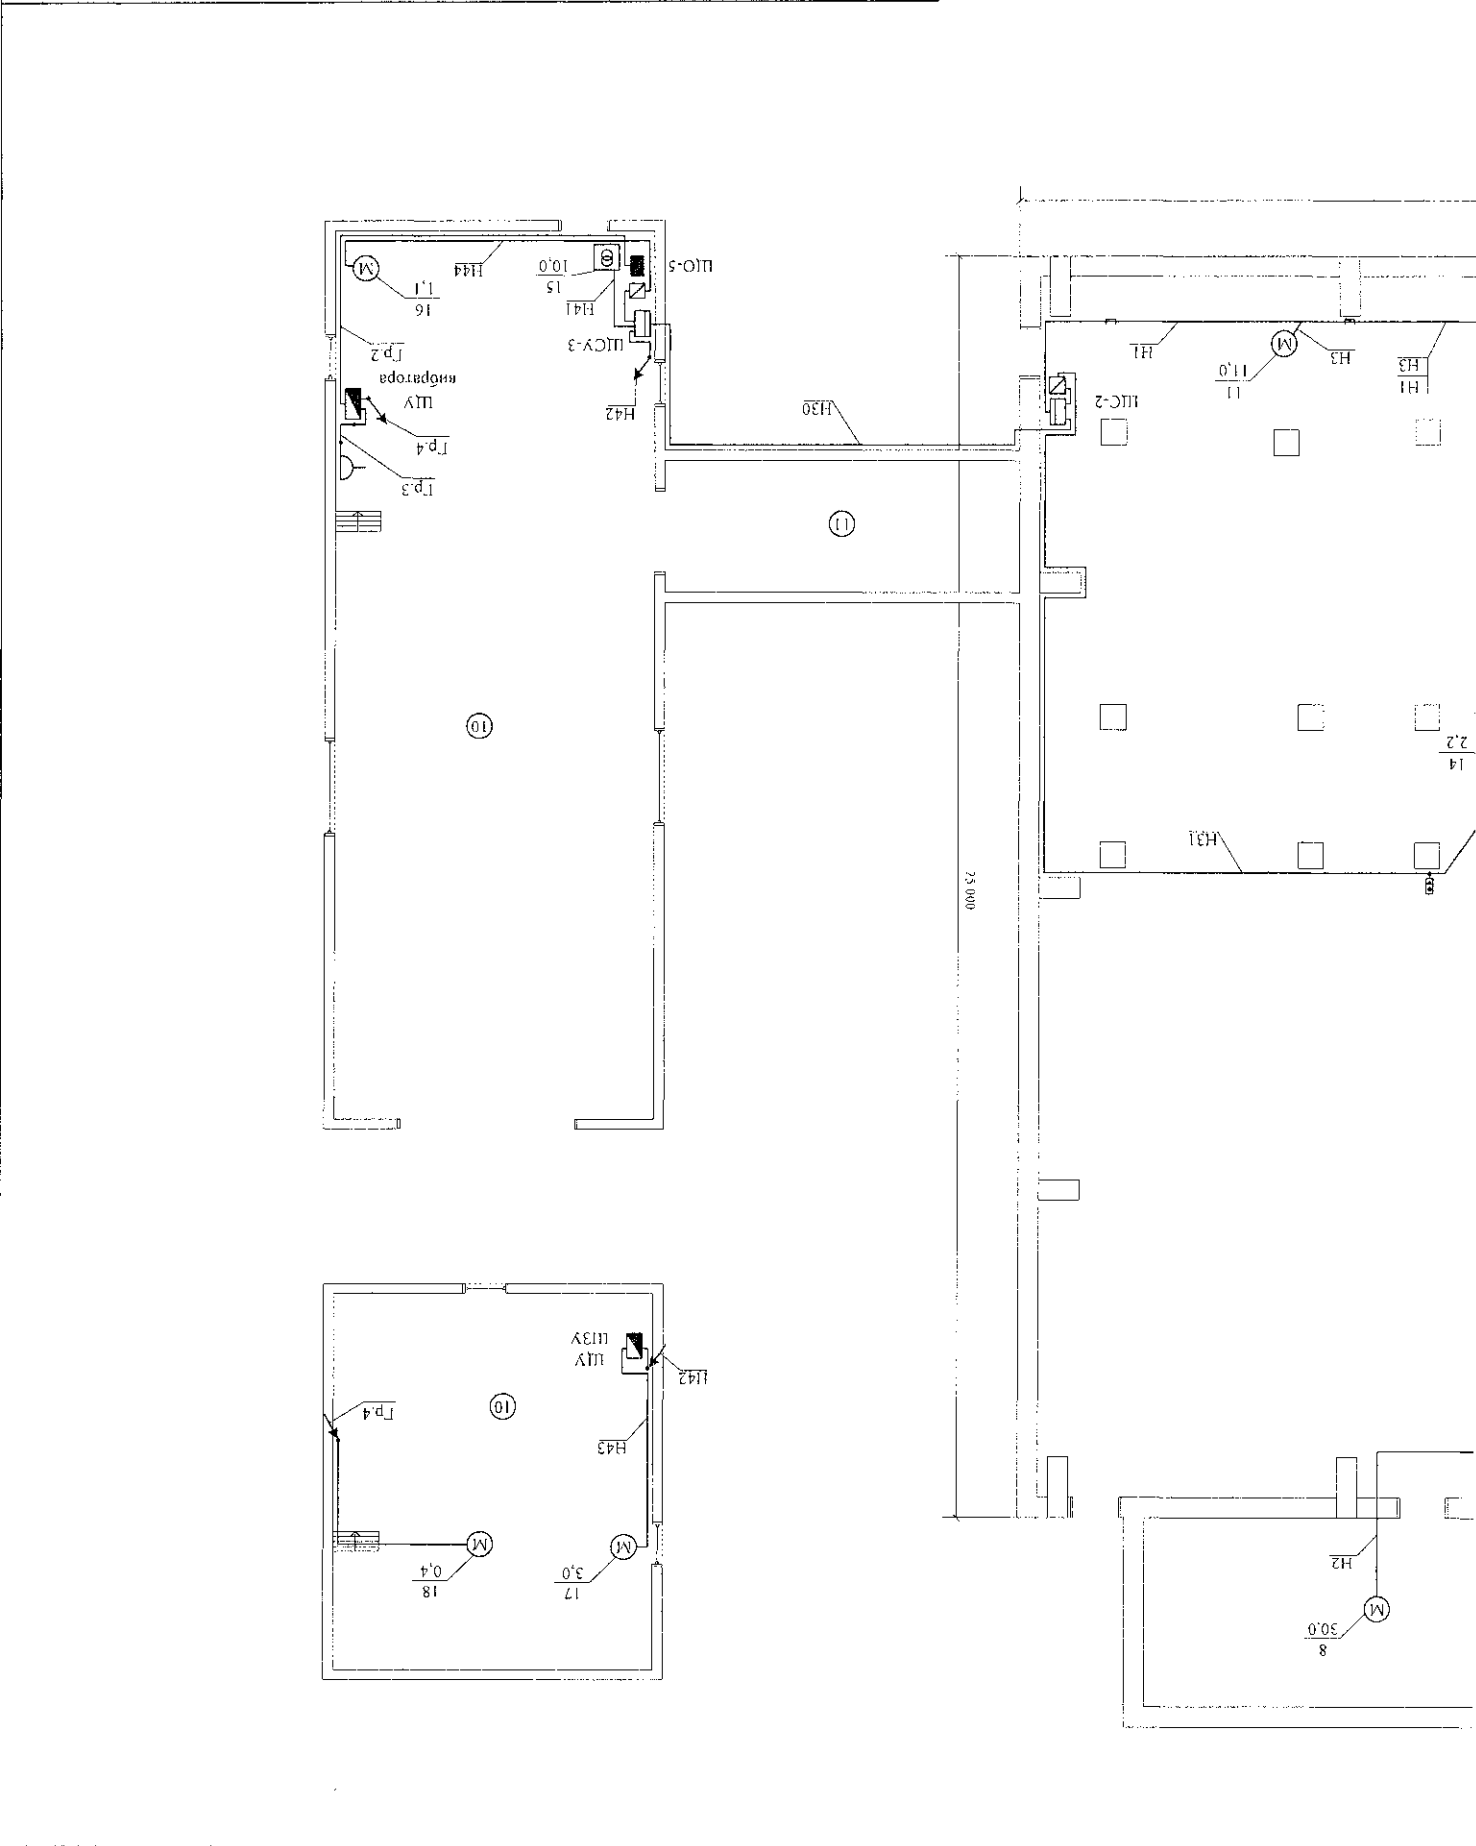 8
30,0
М
Н2
17
3,0
18
0,4
М
М
Н43
10
Гр.4
Н42
ЩУ
ШЗУ
25 000
Н31
14
2,2
10
11
Гр.3
Гр.4
Н42
Н30
ЩС-2
ЩУ
вибратора
Гр.2
ЩСУ-3
Н1
Н3
11
11,0
Н3
Н1
М
Н41
16
1,1
15
10,0
Н44
ЩО-5
М